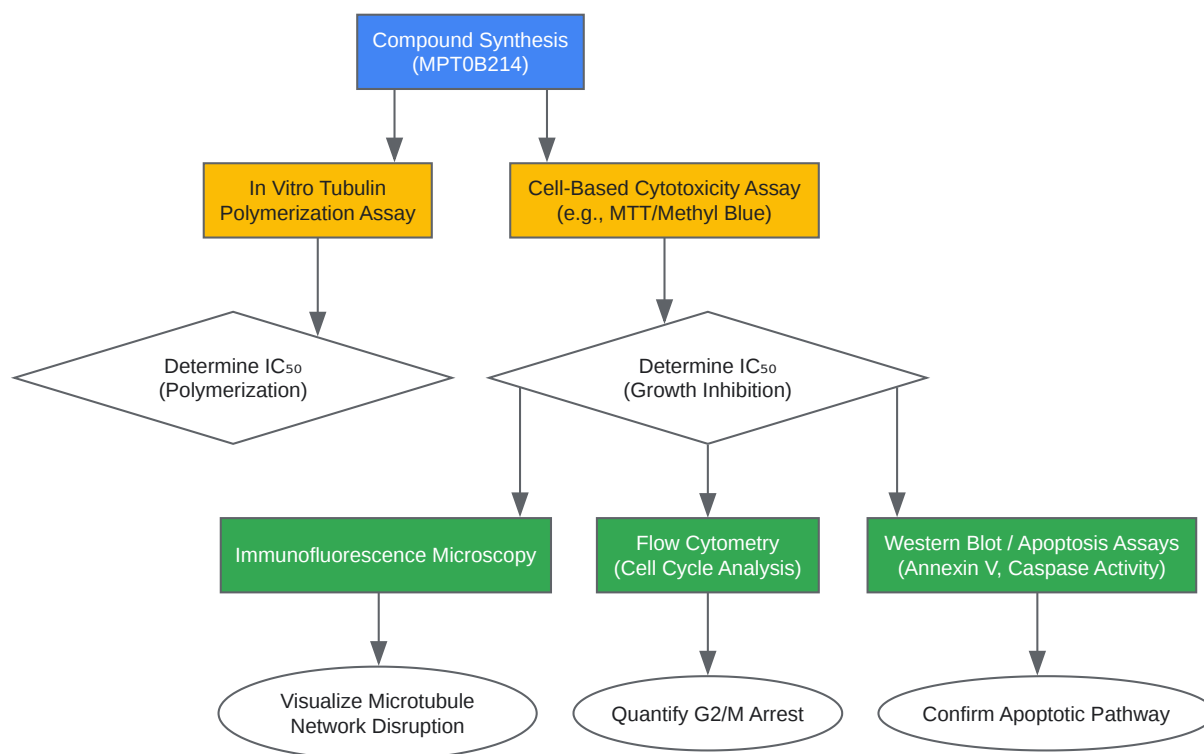 Compound Synthesis
(MPT0B214)
In Vitro Tubulin
Polymerization Assay
Cell-Based Cytotoxicity Assay
(e.g., MTT/Methyl Blue)
Determine IC₅₀
(Polymerization)
Determine IC₅₀
(Growth Inhibition)
Immunofluorescence Microscopy
Flow Cytometry
(Cell Cycle Analysis)
Western Blot / Apoptosis Assays
(Annexin V, Caspase Activity)
Visualize Microtubule
Network Disruption
Quantify G2/M Arrest
Confirm Apoptotic Pathway